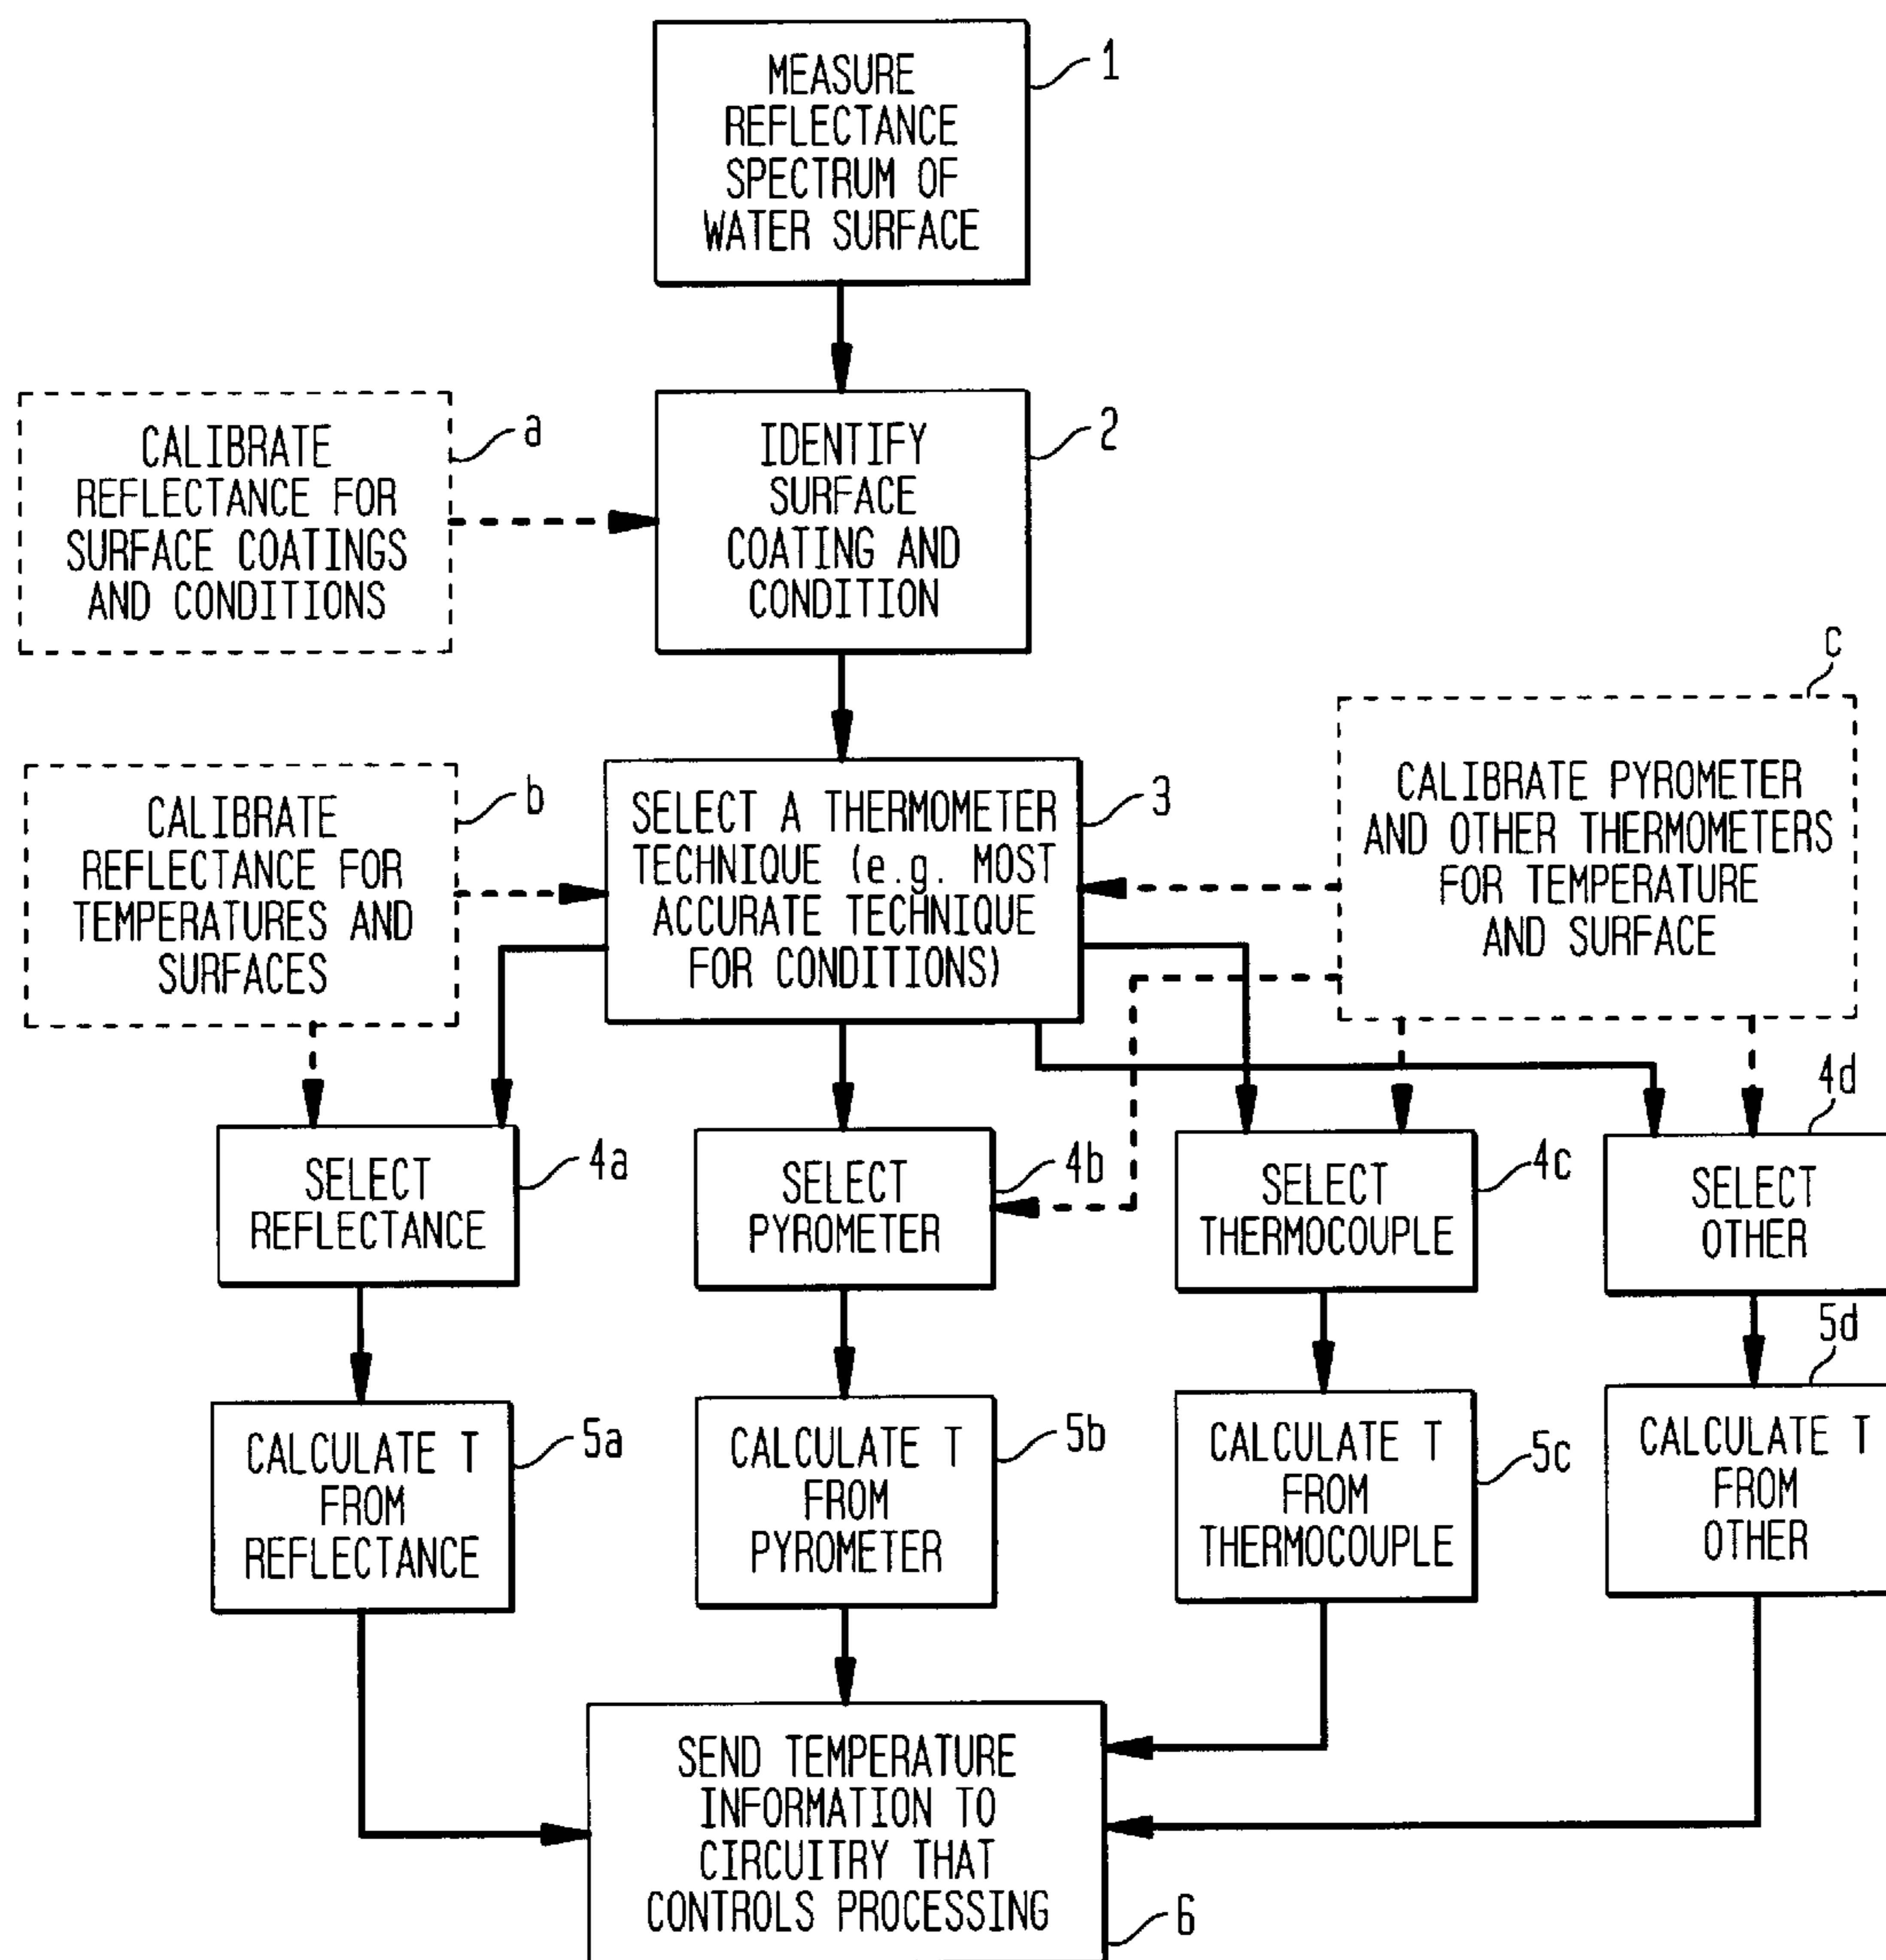 MEASURE
REFLECTANCE
SPECTRUM OF
WATER SURFACE
1
CALIBRATE
REFLECTANCE FOR
SURFACE COATINGS
AND CONDITIONS
a
IDENTIFY
SURFACE
COATING AND
CONDITION
2
CALIBRATE
REFLECTANCE FOR
TEMPERATURES AND
SURFACES
b
SELECT A THERMOMETER
TECHNIQUE (e.g. MOST
ACCURATE TECHNIQUE
FOR CONDITIONS)
3
C
CALIBRATE PYROMETER
AND OTHER THERMOMETERS
FOR TEMPERATURE
AND SURFACE
SELECT
REFLECTANCE
4a
SELECT
PYROMETER
4b
SELECT
THERMOCOUPLE
4c
4d
SELECT
OTHER
CALCULATE T
FROM
REFLECTANCE
5a
CALCULATE T
FROM
PYROMETER
5b
CALCULATE T
FROM
THERMOCOUPLE
5c
5d
CALCULATE T
FROM
OTHER
SEND TEMPERATURE
INFORMATION TO
CIRCUITRY THAT
CONTROLS PROCESSING
6